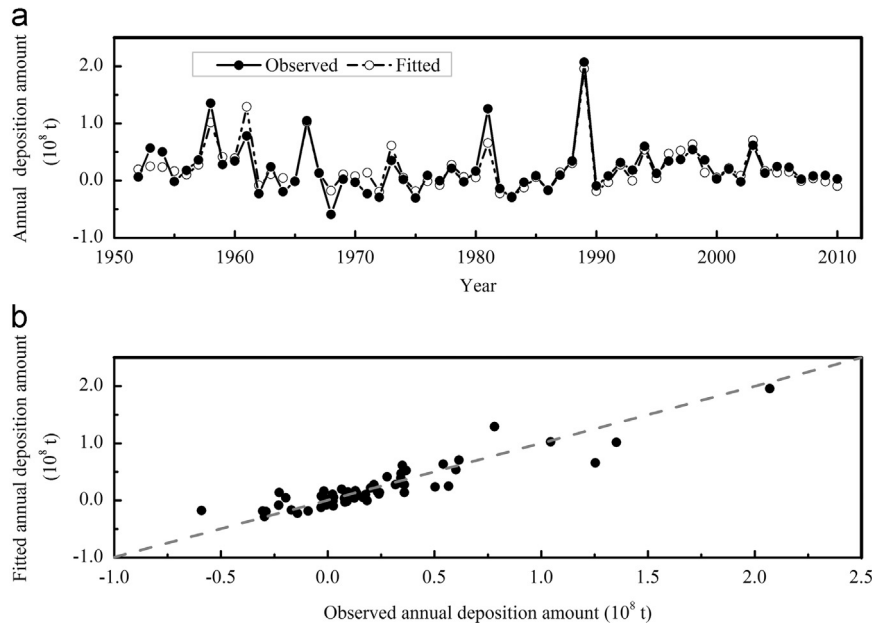 a
Annual deposition amount
(10⁸ t)
2.0
1.0
0.0
-1.0
Observed
Fitted
1950
1960
1970
1980
1990
2000
2010
Year
b
Fitted annual deposition amount
(10⁸ t)
2.0
1.0
0.0
-1.0
-1.0
-0.5
0.0
0.5
1.0
1.5
2.0
2.5
Observed annual deposition amount (10⁸ t)